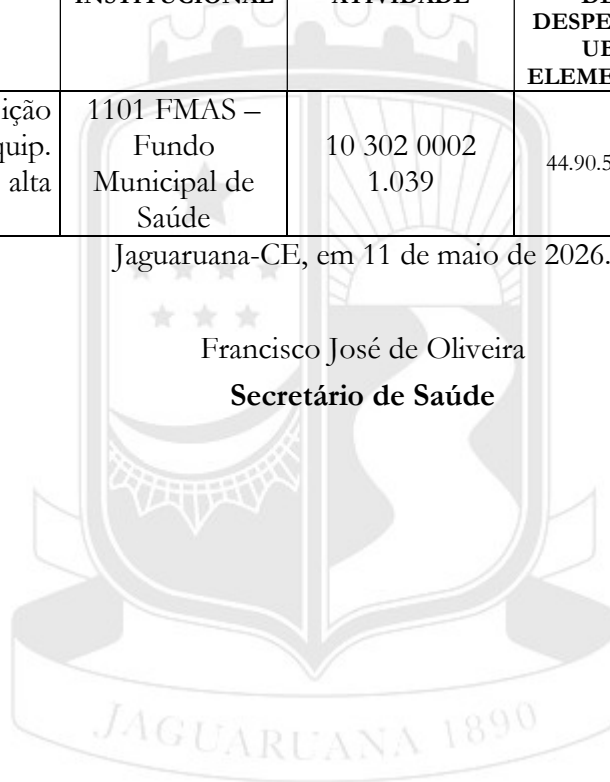 INSTITUCIONAL ATIVIDADE DE
DESPE
UE
ELEME
ição
quip.
alta
1101 FMAS –
Fundo
Municipal de
Saúde
10 302 0002
1.039
44.90.5
Jaguaruana-CE, em 11 de maio de 2026.
Francisco José de Oliveira
Secretário de Saúde
JAGUARUANA 1890